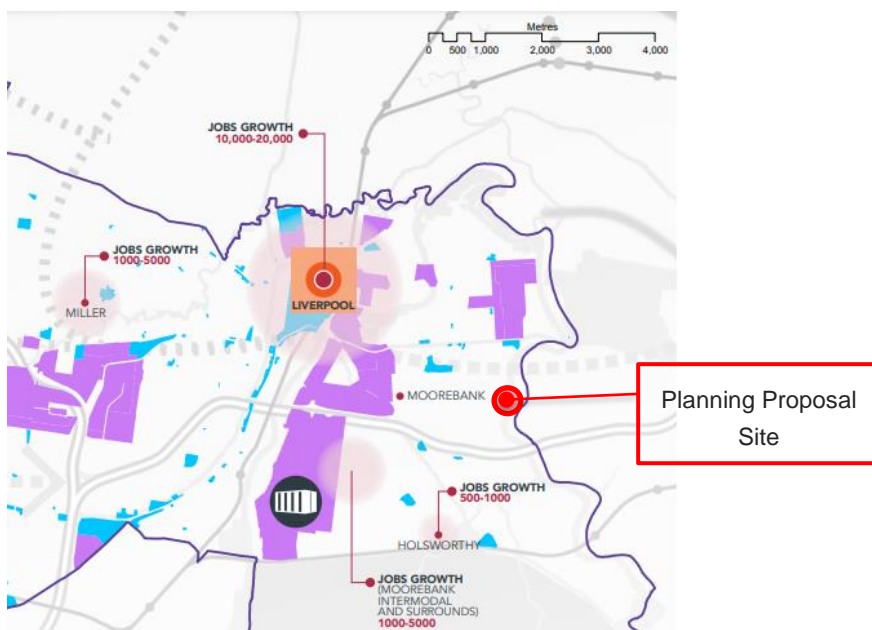 Metres
0 500 1,000 2,000 3,000 4,000
JOBS GROWTH
10,000-20,000
JOBS GROWTH
1000-5000
MILLER
LIVERPOOL
MOOREBANK
Planning Proposal
Site
JOBS GROWTH
500-1000
HOLSWORTHY
JOBS GROWTH
(MOOREBANK
INTERMODAL
AND SURROUNDS)
1000-5000